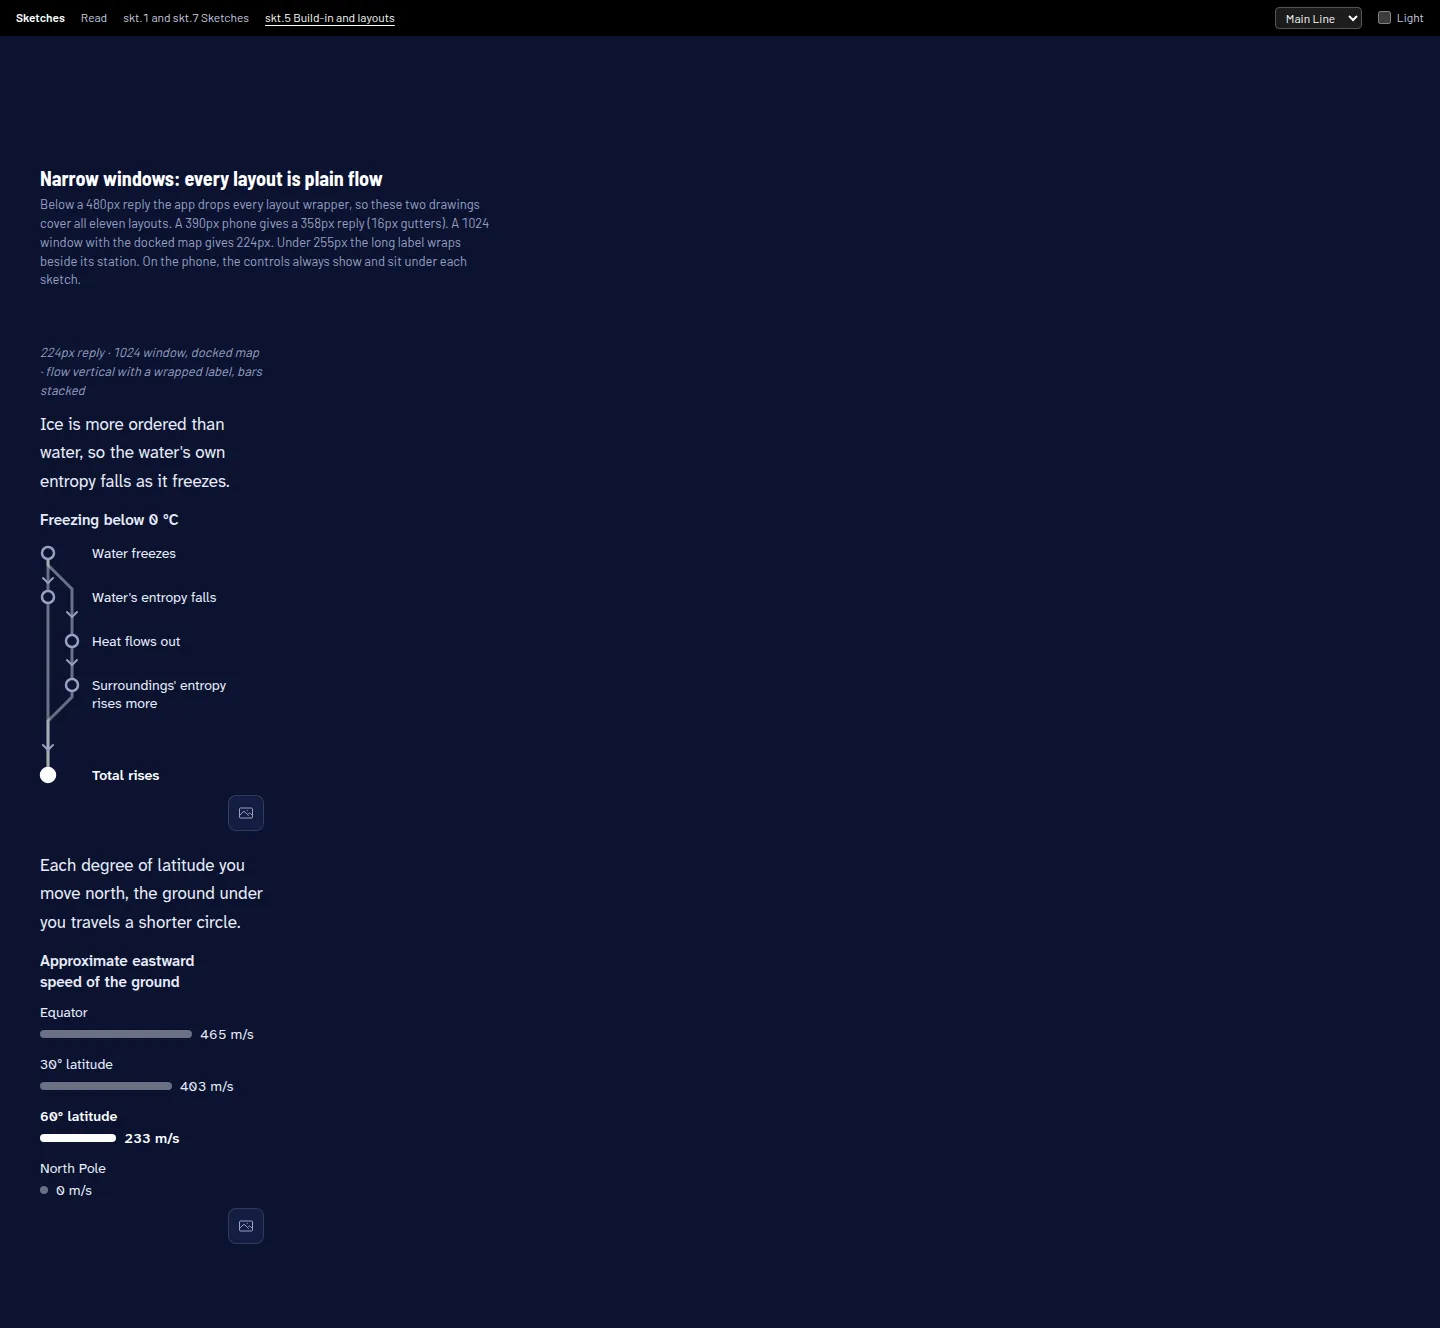 Sketches Read skt.1 and skt.7 Sketches skt.5 Build-in and layouts Main Line Light
Narrow windows: every layout is plain flow
Below a 480px reply the app drops every layout wrapper, so these two drawings
cover all eleven layouts. A 390px phone gives a 358px reply (16px gutters). A 1024
window with the docked map gives 224px. Under 255px the long label wraps
beside its station. On the phone, the controls always show and sit under each
sketch.
224px reply · 1024 window, docked map
· flow vertical with a wrapped label, bars
stacked
Ice is more ordered than
water, so the water's own
entropy falls as it freezes.
Freezing below 0 °C
Water freezes
Water's entropy falls
Heat flows out
Surroundings' entropy
rises more
Total rises
Each degree of latitude you
move north, the ground under
you travels a shorter circle.
Approximate eastward
speed of the ground
Equator
465 m/s
30° latitude
403 m/s
60° latitude
233 m/s
North Pole
0 m/s